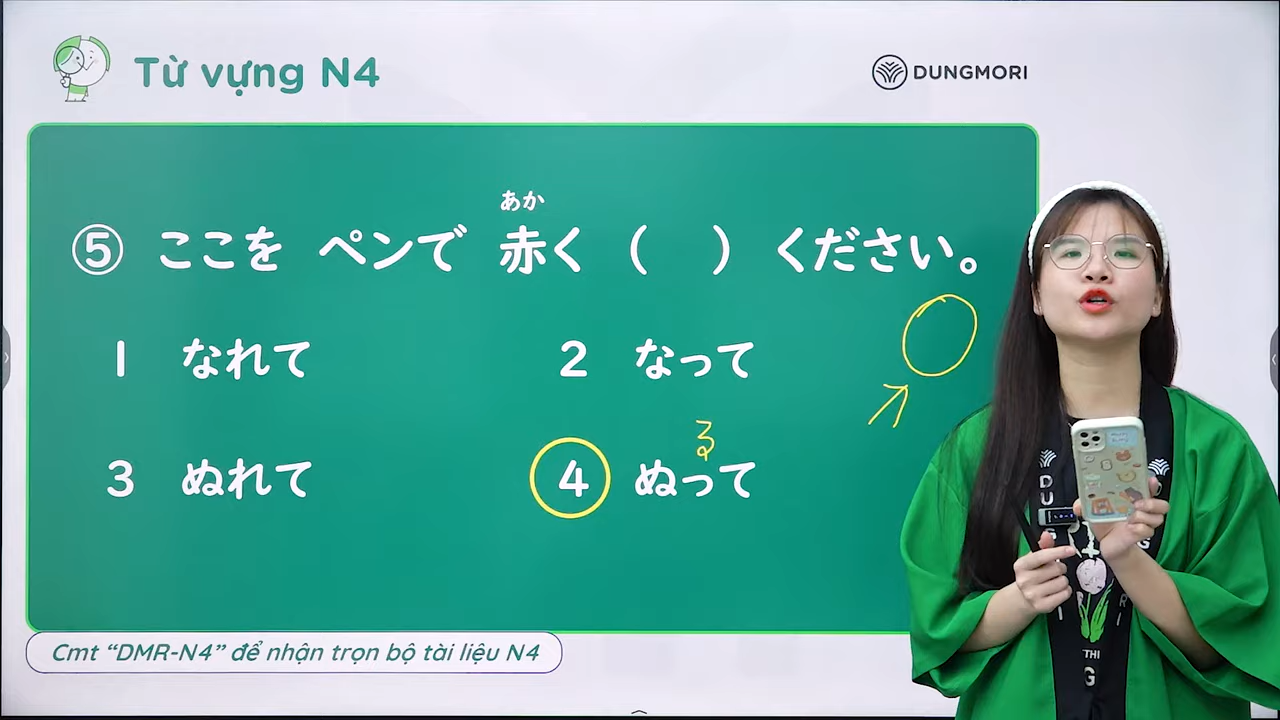 Từ vựng N4
DUNGMORI
あか
⑤ ここを ペンで 赤く ( ) ください。
1 なれて
2 なって
る
3 ぬれて
4 ぬって
Cmt “DMR-N4” để nhận trọn bộ tài liệu N4